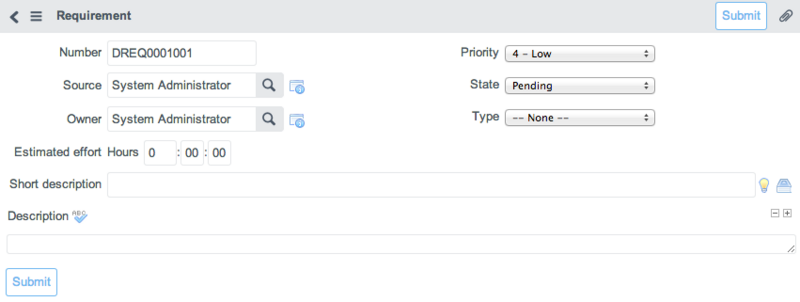 Requirement Submit
Number DREQ0001001 Priority 4 - Low
Source System Administrator State Pending
Owner System Administrator Type -- None --
Estimated effort Hours 0 : 00 : 00
Short description
Description ABC
Submit